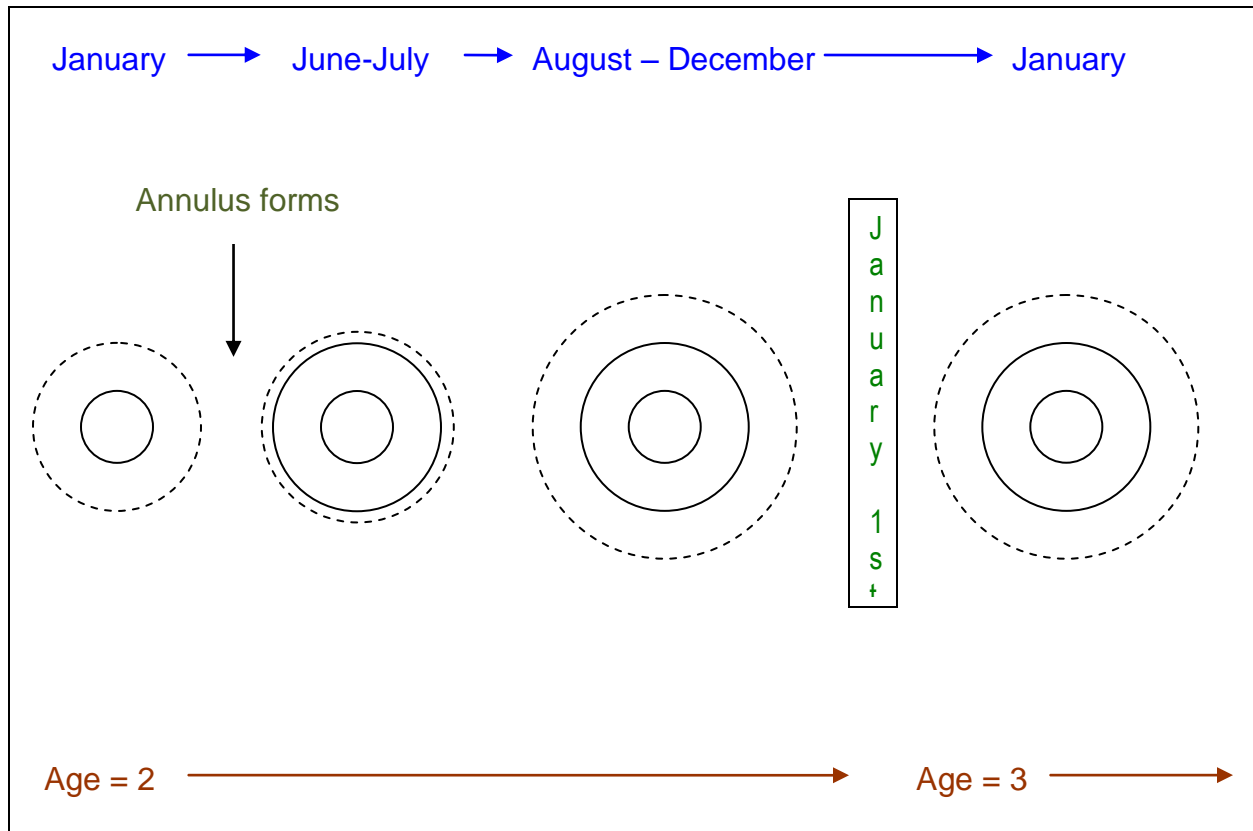 January June-July August – December January
Annulus forms
January 1st
Age = 2 Age = 3